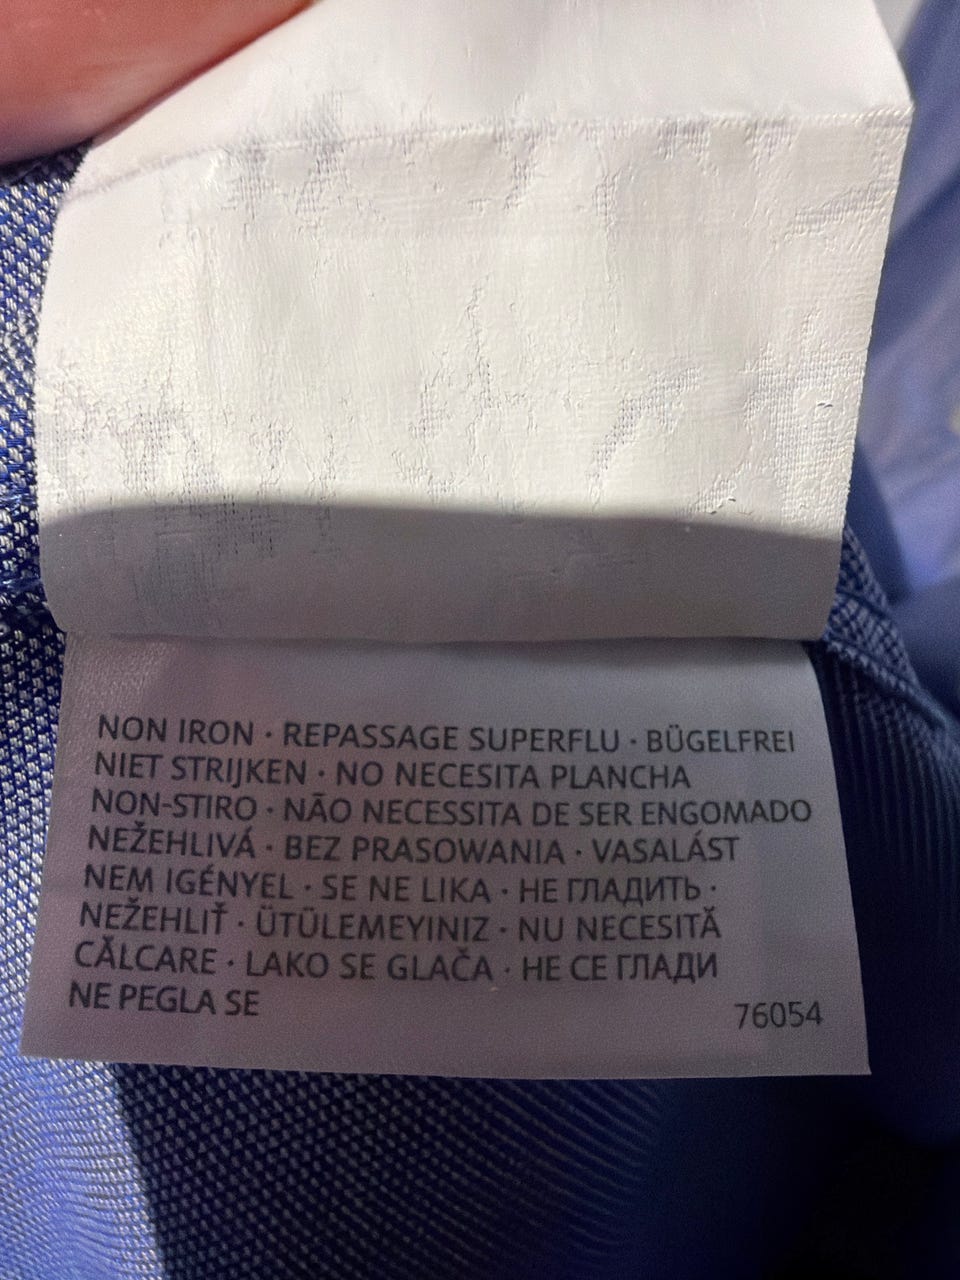 NON IRON · REPASSAGE SUPERFLU · BÜGELFREI
NIET STRIJKEN · NO NECESITA PLANCHA
NON-STIRO · NÃO NECESSITA DE SER ENGOMADO
NEŽEHLIVÁ · BEZ PRASOWANIA · VASALÁST
NEM IGÉNYEL · SE NE LIKA · НЕ ГЛАДИТЬ ·
NEŽEHLIŤ · ÜTÜLEMEYINIZ · NU NECESITĂ
CĂLCARE · LAKO SE GLAČA · НЕ СЕ ГЛАДИ
NE PEGLA SE
76054